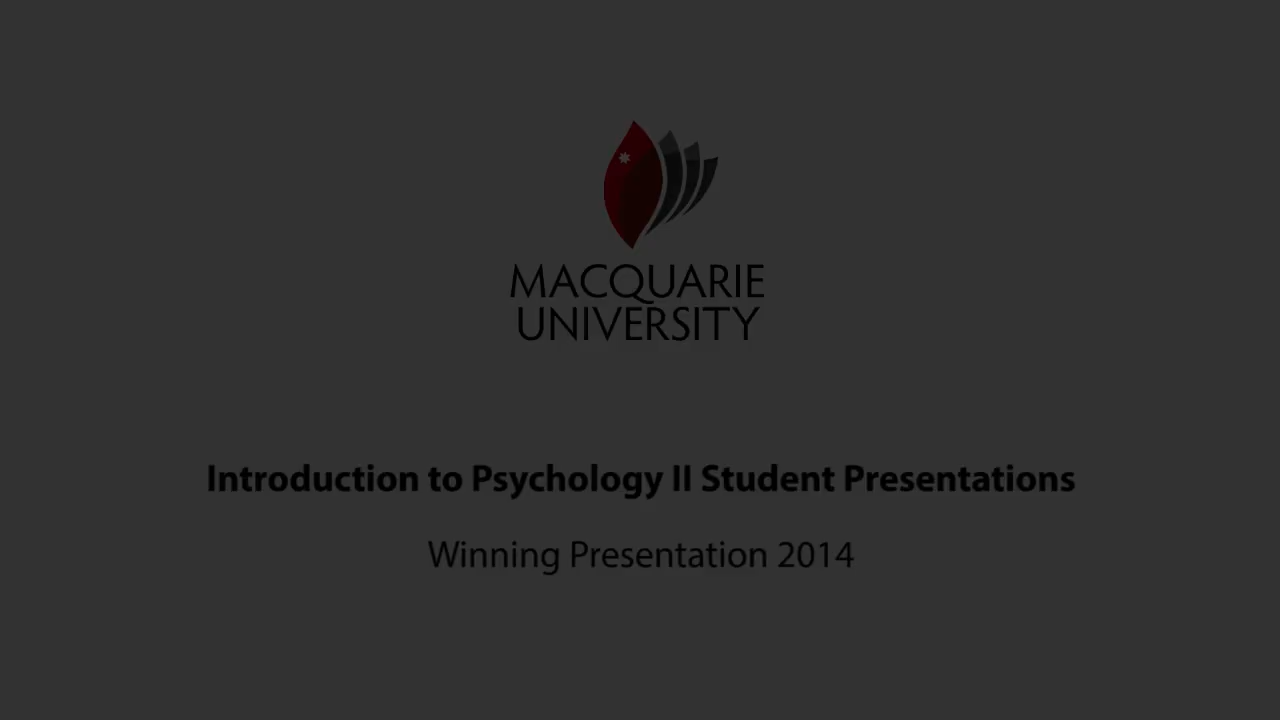 MACQUARIE
UNIVERSITY
Introduction to Psychology II Student Presentations
Winning Presentation 2014